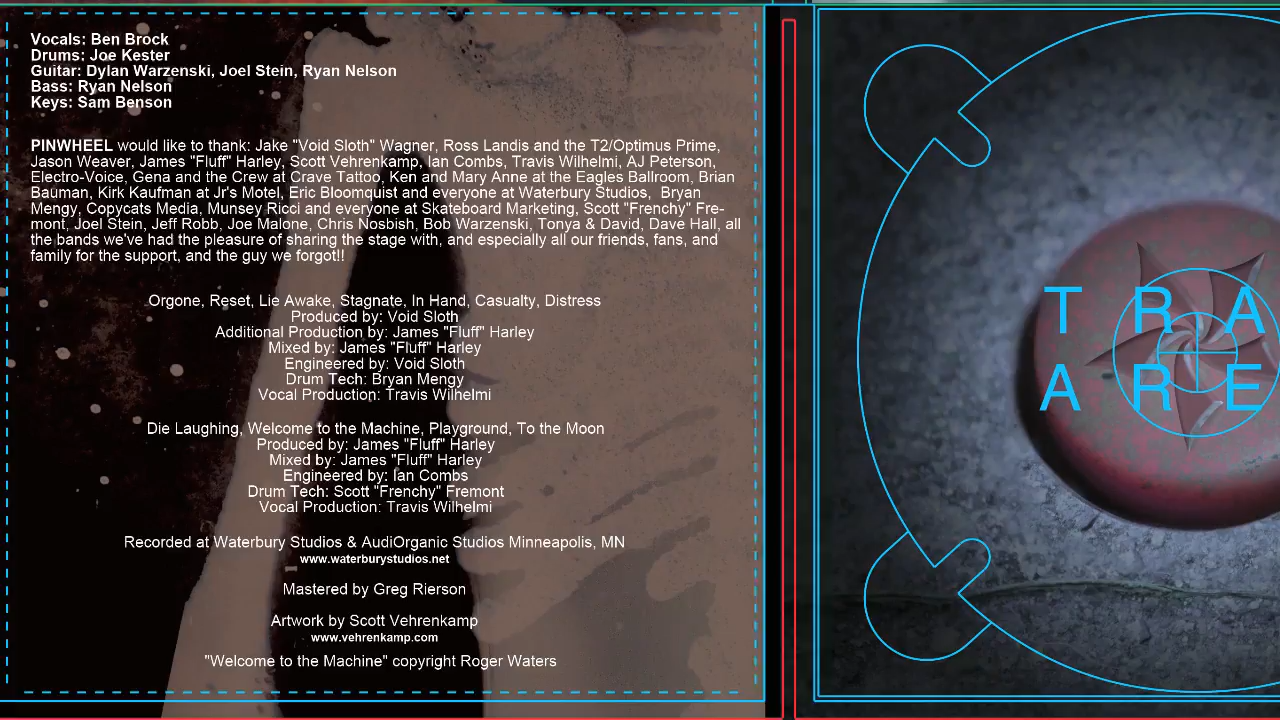 Vocals: Ben Brock
Drums: Joe Kester
Guitar: Dylan Warzenski, Joel Stein, Ryan Nelson
Bass: Ryan Nelson
Keys: Sam Benson
PINWHEEL would like to thank: Jake "Void Sloth" Wagner, Ross Landis and the T2/Optimus Prime,
Jason Weaver, James "Fluff" Harley, Scott Vehrenkamp, Ian Combs, Travis Wilhelmi, AJ Peterson,
Electro-Voice, Gena and the Crew at Crave Tattoo, Ken and Mary Anne at the Eagles Ballroom, Brian
Bauman, Kirk Kaufman at Jr's Motel, Eric Bloomquist and everyone at Waterbury Studios,  Bryan
Mengy, Copycats Media, Munsey Ricci and everyone at Skateboard Marketing, Scott "Frenchy" Fre-
mont, Joel Stein, Jeff Robb, Joe Malone, Chris Nosbish, Bob Warzenski, Tonya & David, Dave Hall, all
the bands we've had the pleasure of sharing the stage with, and especially all our friends, fans, and
family for the support, and the guy we forgot!!
Orgone, Reset, Lie Awake, Stagnate, In Hand, Casualty, Distress
Produced by: Void Sloth
Additional Production by: James "Fluff" Harley
Mixed by: James "Fluff" Harley
Engineered by: Void Sloth
Drum Tech: Bryan Mengy
Vocal Production: Travis Wilhelmi
Die Laughing, Welcome to the Machine, Playground, To the Moon
Produced by: James "Fluff" Harley
Mixed by: James "Fluff" Harley
Engineered by: Ian Combs
Drum Tech: Scott "Frenchy" Fremont
Vocal Production: Travis Wilhelmi
Recorded at Waterbury Studios & AudiOrganic Studios Minneapolis, MN
www.waterburystudios.net
Mastered by Greg Rierson
Artwork by Scott Vehrenkamp
www.vehrenkamp.com
"Welcome to the Machine" copyright Roger Waters
T R A
A R E